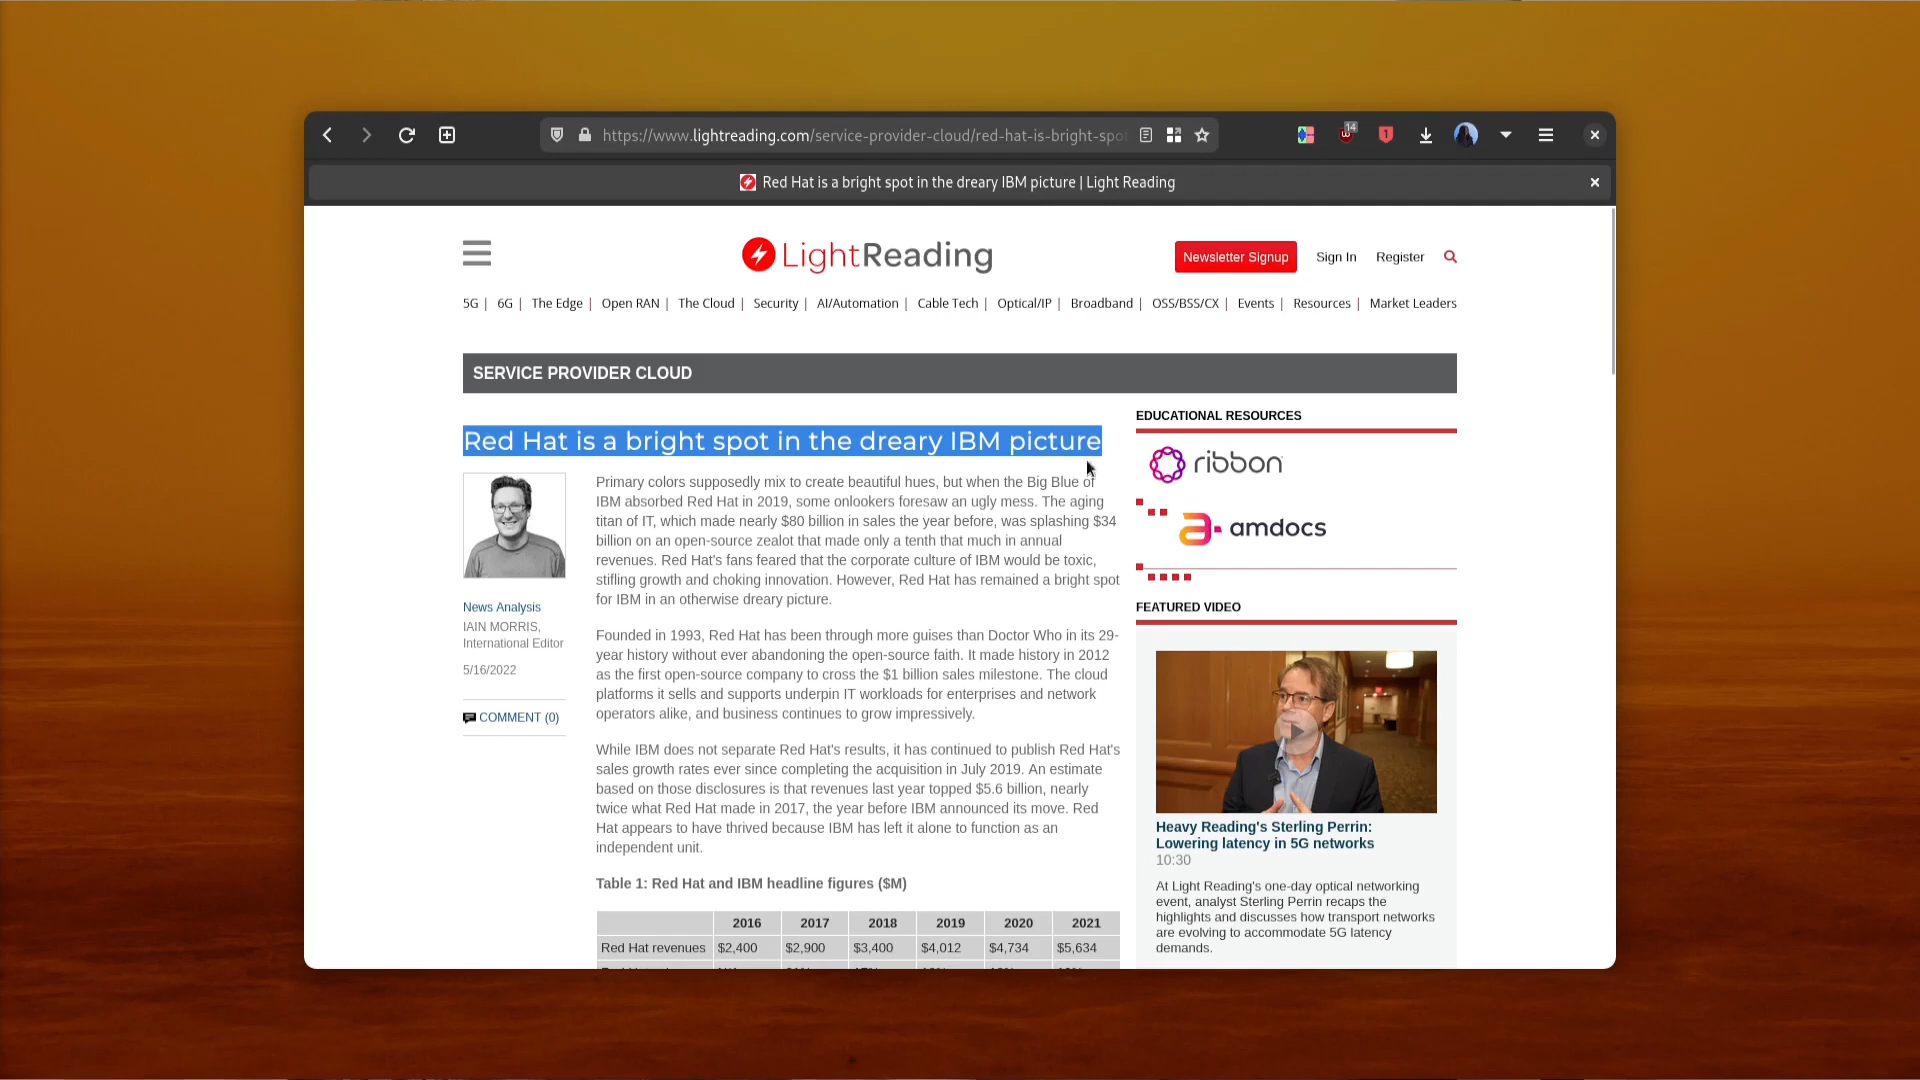 14
1
https://www.lightreading.com/service-provider-cloud/red-hat-is-bright-spot
Red Hat is a bright spot in the dreary IBM picture | Light Reading
LightReading
Newsletter Signup
Sign In
Register
5G | 6G | The Edge | Open RAN | The Cloud | Security | AI/Automation | Cable Tech | Optical/IP | Broadband | OSS/BSS/CX | Events | Resources | Market Leaders
SERVICE PROVIDER CLOUD
Red Hat is a bright spot in the dreary IBM picture
News Analysis
IAIN MORRIS,
International Editor
5/16/2022
COMMENT (0)
Primary colors supposedly mix to create beautiful hues, but when the Big Blue of
IBM absorbed Red Hat in 2019, some onlookers foresaw an ugly mess. The aging
titan of IT, which made nearly $80 billion in sales the year before, was splashing $34
billion on an open-source zealot that made only a tenth that much in annual
revenues. Red Hat's fans feared that the corporate culture of IBM would be toxic,
stifling growth and choking innovation. However, Red Hat has remained a bright spot
for IBM in an otherwise dreary picture.
Founded in 1993, Red Hat has been through more guises than Doctor Who in its 29-
year history without ever abandoning the open-source faith. It made history in 2012
as the first open-source company to cross the $1 billion sales milestone. The cloud
platforms it sells and supports underpin IT workloads for enterprises and network
operators alike, and business continues to grow impressively.
While IBM does not separate Red Hat's results, it has continued to publish Red Hat's
sales growth rates ever since completing the acquisition in July 2019. An estimate
based on those disclosures is that revenues last year topped $5.6 billion, nearly
twice what Red Hat made in 2017, the year before IBM announced its move. Red
Hat appears to have thrived because IBM has left it alone to function as an
independent unit.
Table 1: Red Hat and IBM headline figures ($M)
2016 2017 2018 2019 2020 2021
Red Hat revenues $2,400 $2,900 $3,400 $4,012 $4,734 $5,634
EDUCATIONAL RESOURCES
ribbon
amdocs
FEATURED VIDEO
Heavy Reading's Sterling Perrin:
Lowering latency in 5G networks
10:30
At Light Reading's one-day optical networking
event, analyst Sterling Perrin recaps the
highlights and discusses how transport networks
are evolving to accommodate 5G latency
demands.